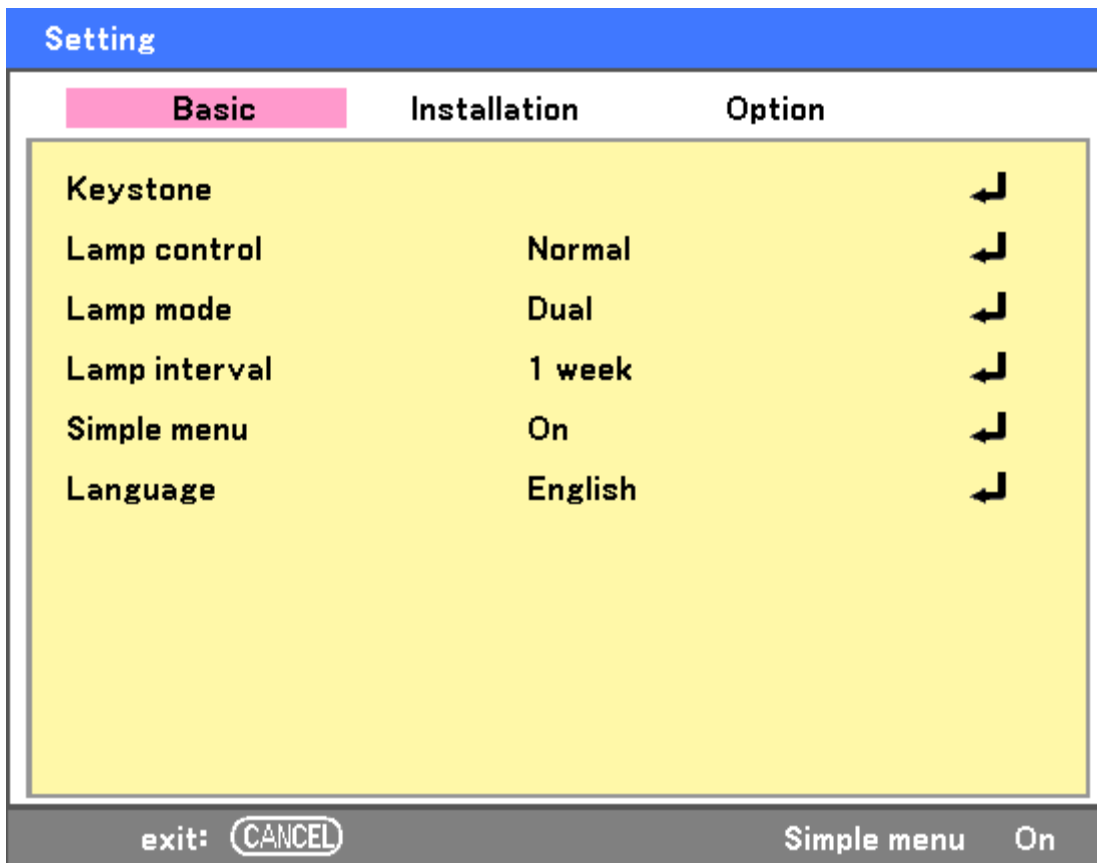 Setting
Basic Installation Option
Keystone
Lamp control Normal
Lamp mode Dual
Lamp interval 1 week
Simple menu On
Language English
exit: CANCEL Simple menu On